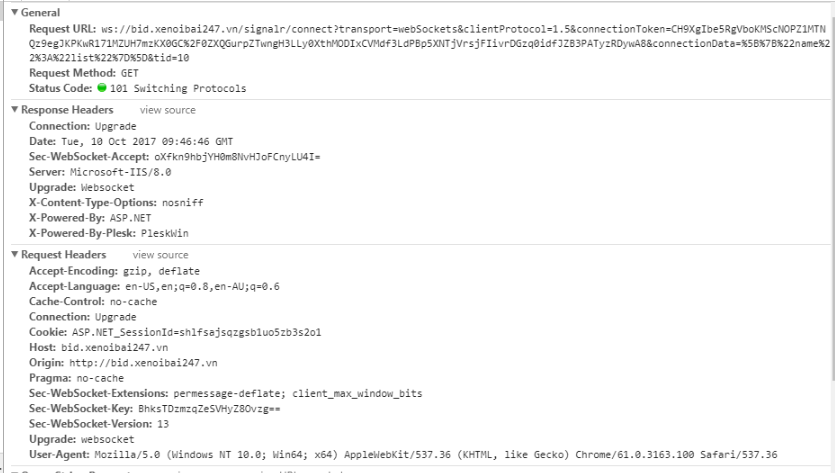 General
Request URL: ws://bid.xenoibai247.vn/signalr/connect?transport=webSockets&clientProtocol=1.5&connectionToken=CH9XgIbe5RgVboKMScNOPZ1MTN
Qz9egJKPKwR171MZUH7mzKX0GC%2F0ZXQGurpZTwngH3LLy0XthMODIxCVMdf3LdPBp5XNTjVrsjFIivrDGzq0idfJZB3PATyzRDywA8&connectionData=%5B%7B%22name%2
2%3A%22list%22%7D%5D&tid=10
Request Method: GET
Status Code: 101 Switching Protocols
Response Headers view source
Connection: Upgrade
Date: Tue, 10 Oct 2017 09:46:46 GMT
Sec-WebSocket-Accept: oXfkn9hbjYH0m8NvHJoFCnyLU4I=
Server: Microsoft-IIS/8.0
Upgrade: Websocket
X-Content-Type-Options: nosniff
X-Powered-By: ASP.NET
X-Powered-By-Plesk: PleskWin
Request Headers view source
Accept-Encoding: gzip, deflate
Accept-Language: en-US,en;q=0.8,en-AU;q=0.6
Cache-Control: no-cache
Connection: Upgrade
Cookie: ASP.NET_SessionId=shlfsajsqzgsb1uo5zb3s2o1
Host: bid.xenoibai247.vn
Origin: http://bid.xenoibai247.vn
Pragma: no-cache
Sec-WebSocket-Extensions: permessage-deflate; client_max_window_bits
Sec-WebSocket-Key: BhksTDzmzqZeSVHyZ8Ovzg==
Sec-WebSocket-Version: 13
Upgrade: websocket
User-Agent: Mozilla/5.0 (Windows NT 10.0; Win64; x64) AppleWebKit/537.36 (KHTML, like Gecko) Chrome/61.0.3163.100 Safari/537.36